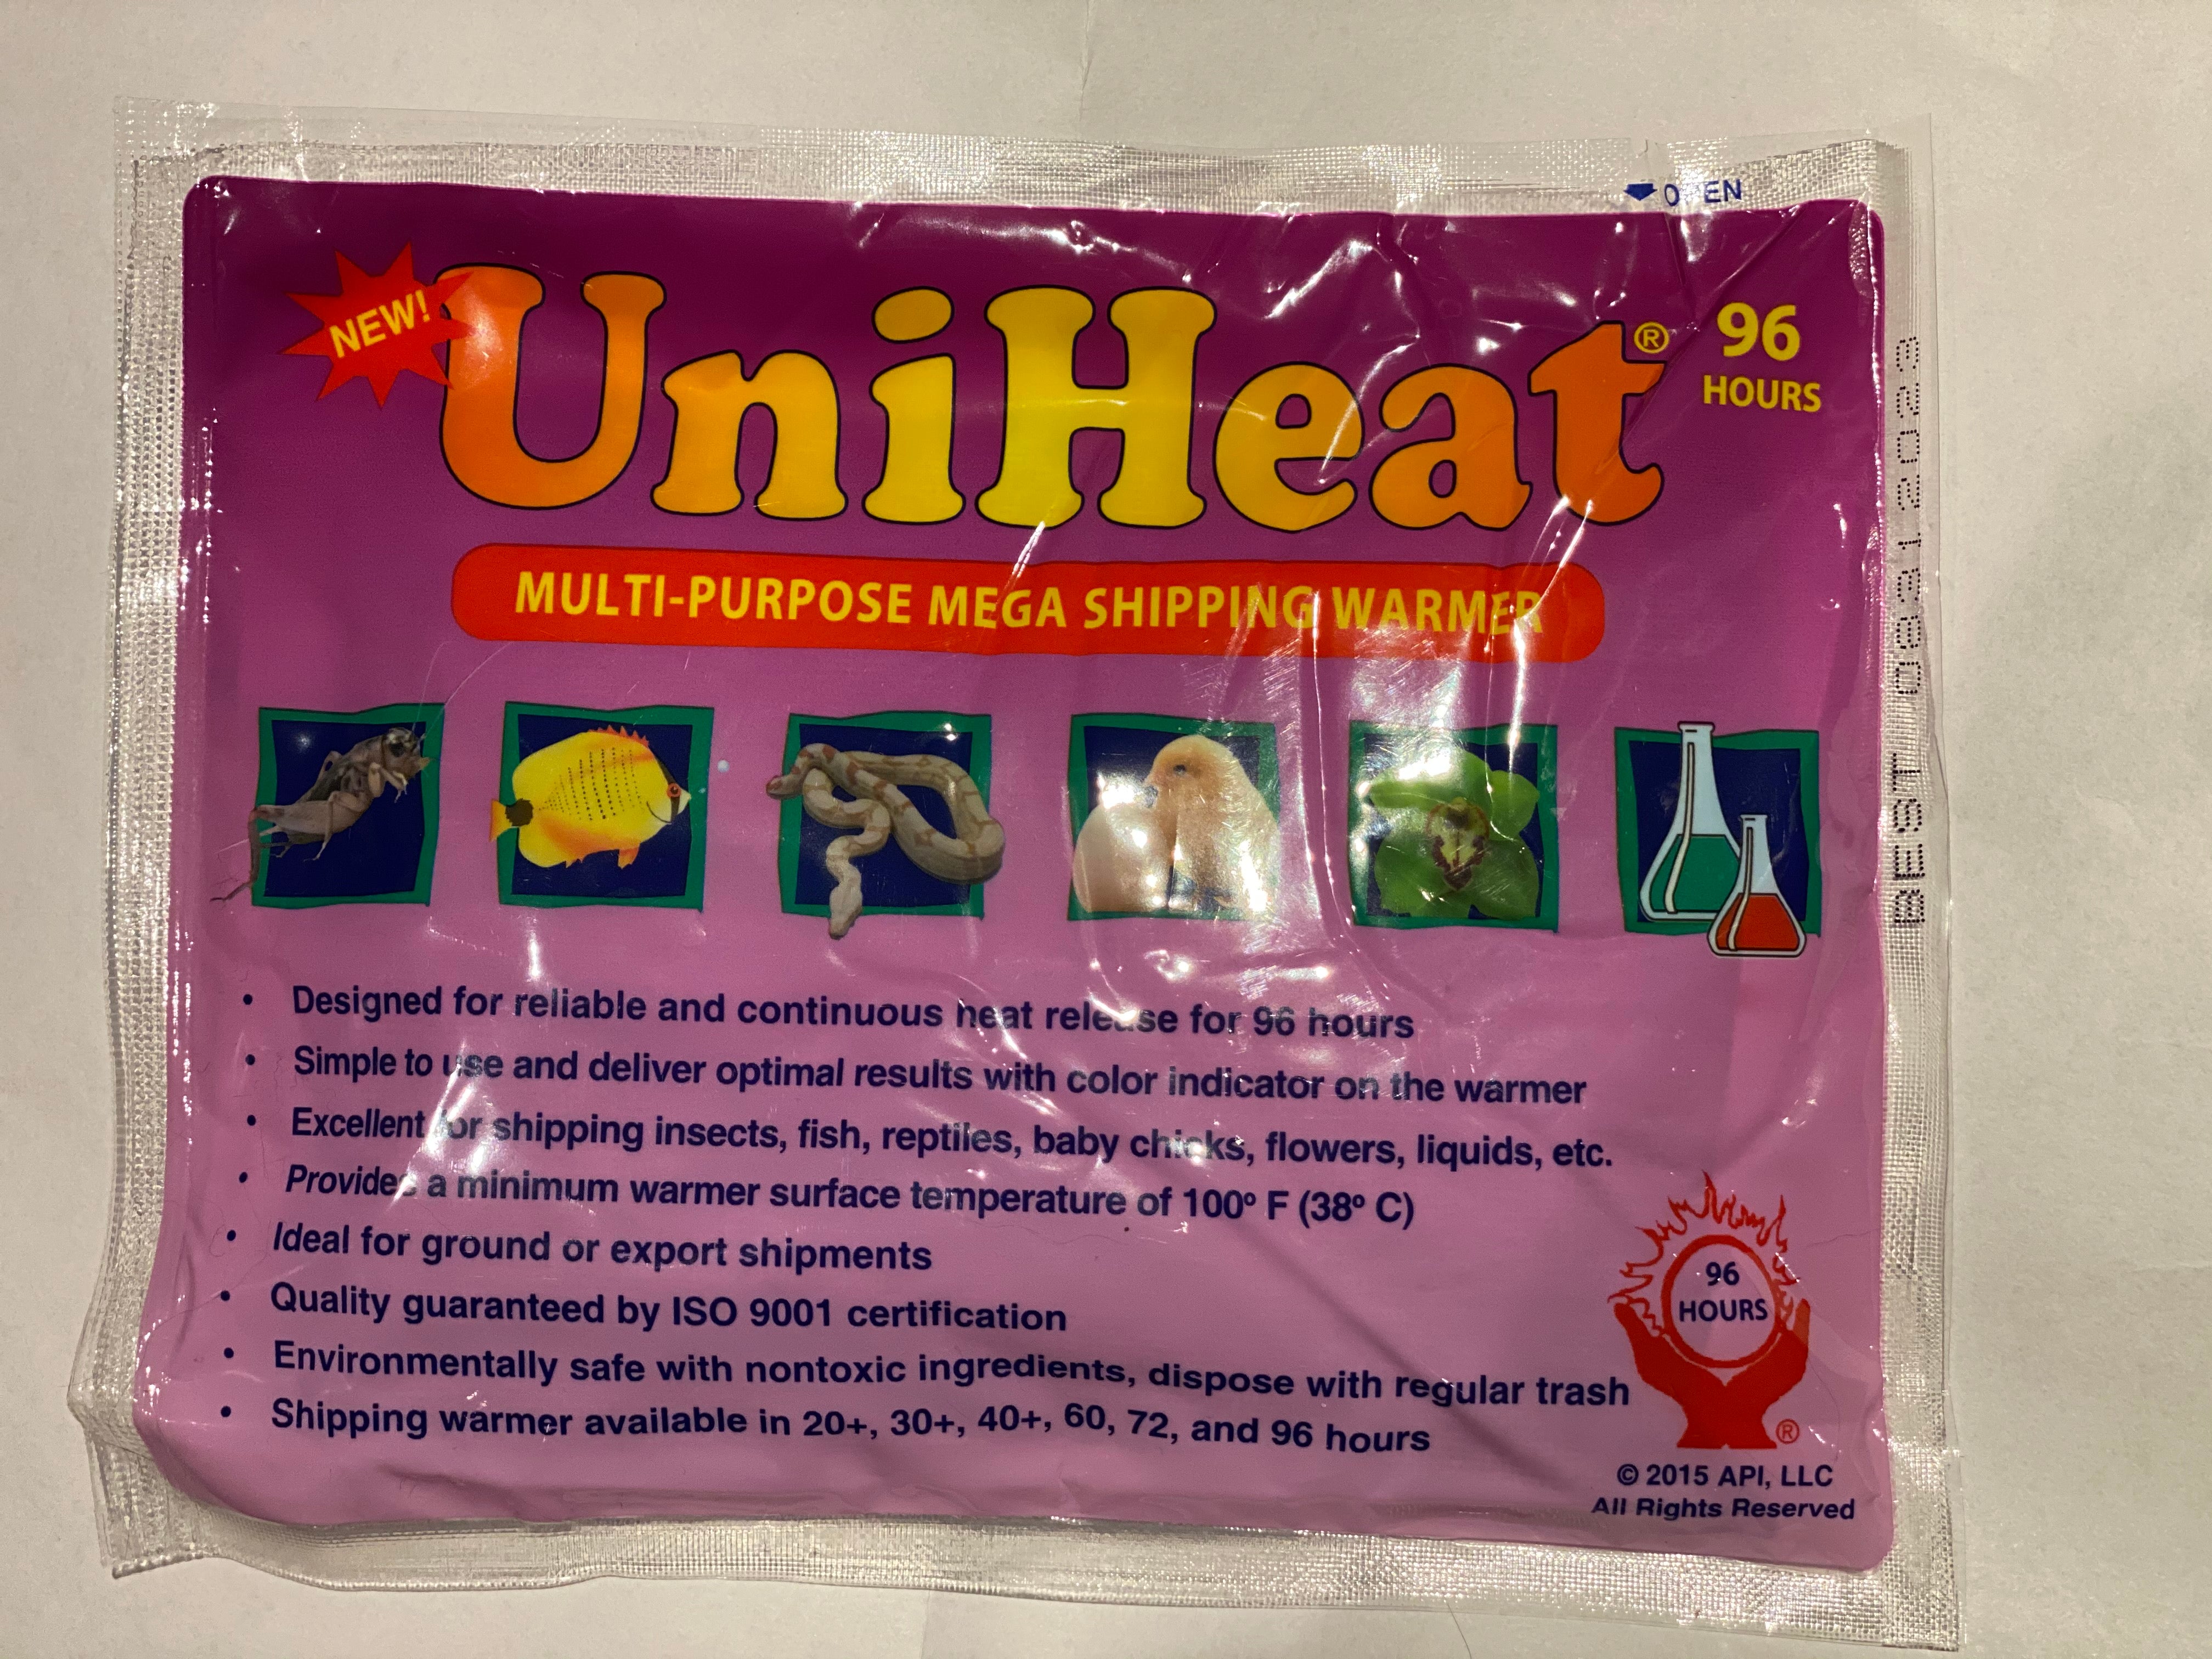 OPEN
NEW!
UniHeat®
96
HOURS
MULTI-PURPOSE MEGA SHIPPING WARMER
• Designed for reliable and continuous heat release for 96 hours
• Simple to use and deliver optimal results with color indicator on the warmer
• Excellent for shipping insects, fish, reptiles, baby chicks, flowers, liquids, etc.
• Provides a minimum warmer surface temperature of 100º F (38º C)
• Ideal for ground or export shipments
• Quality guaranteed by ISO 9001 certification
• Environmentally safe with nontoxic ingredients, dispose with regular trash
• Shipping warmer available in 20+, 30+, 40+, 60, 72, and 96 hours
96
HOURS
®
© 2015 API, LLC
All Rights Reserved
BEST 0831 2023